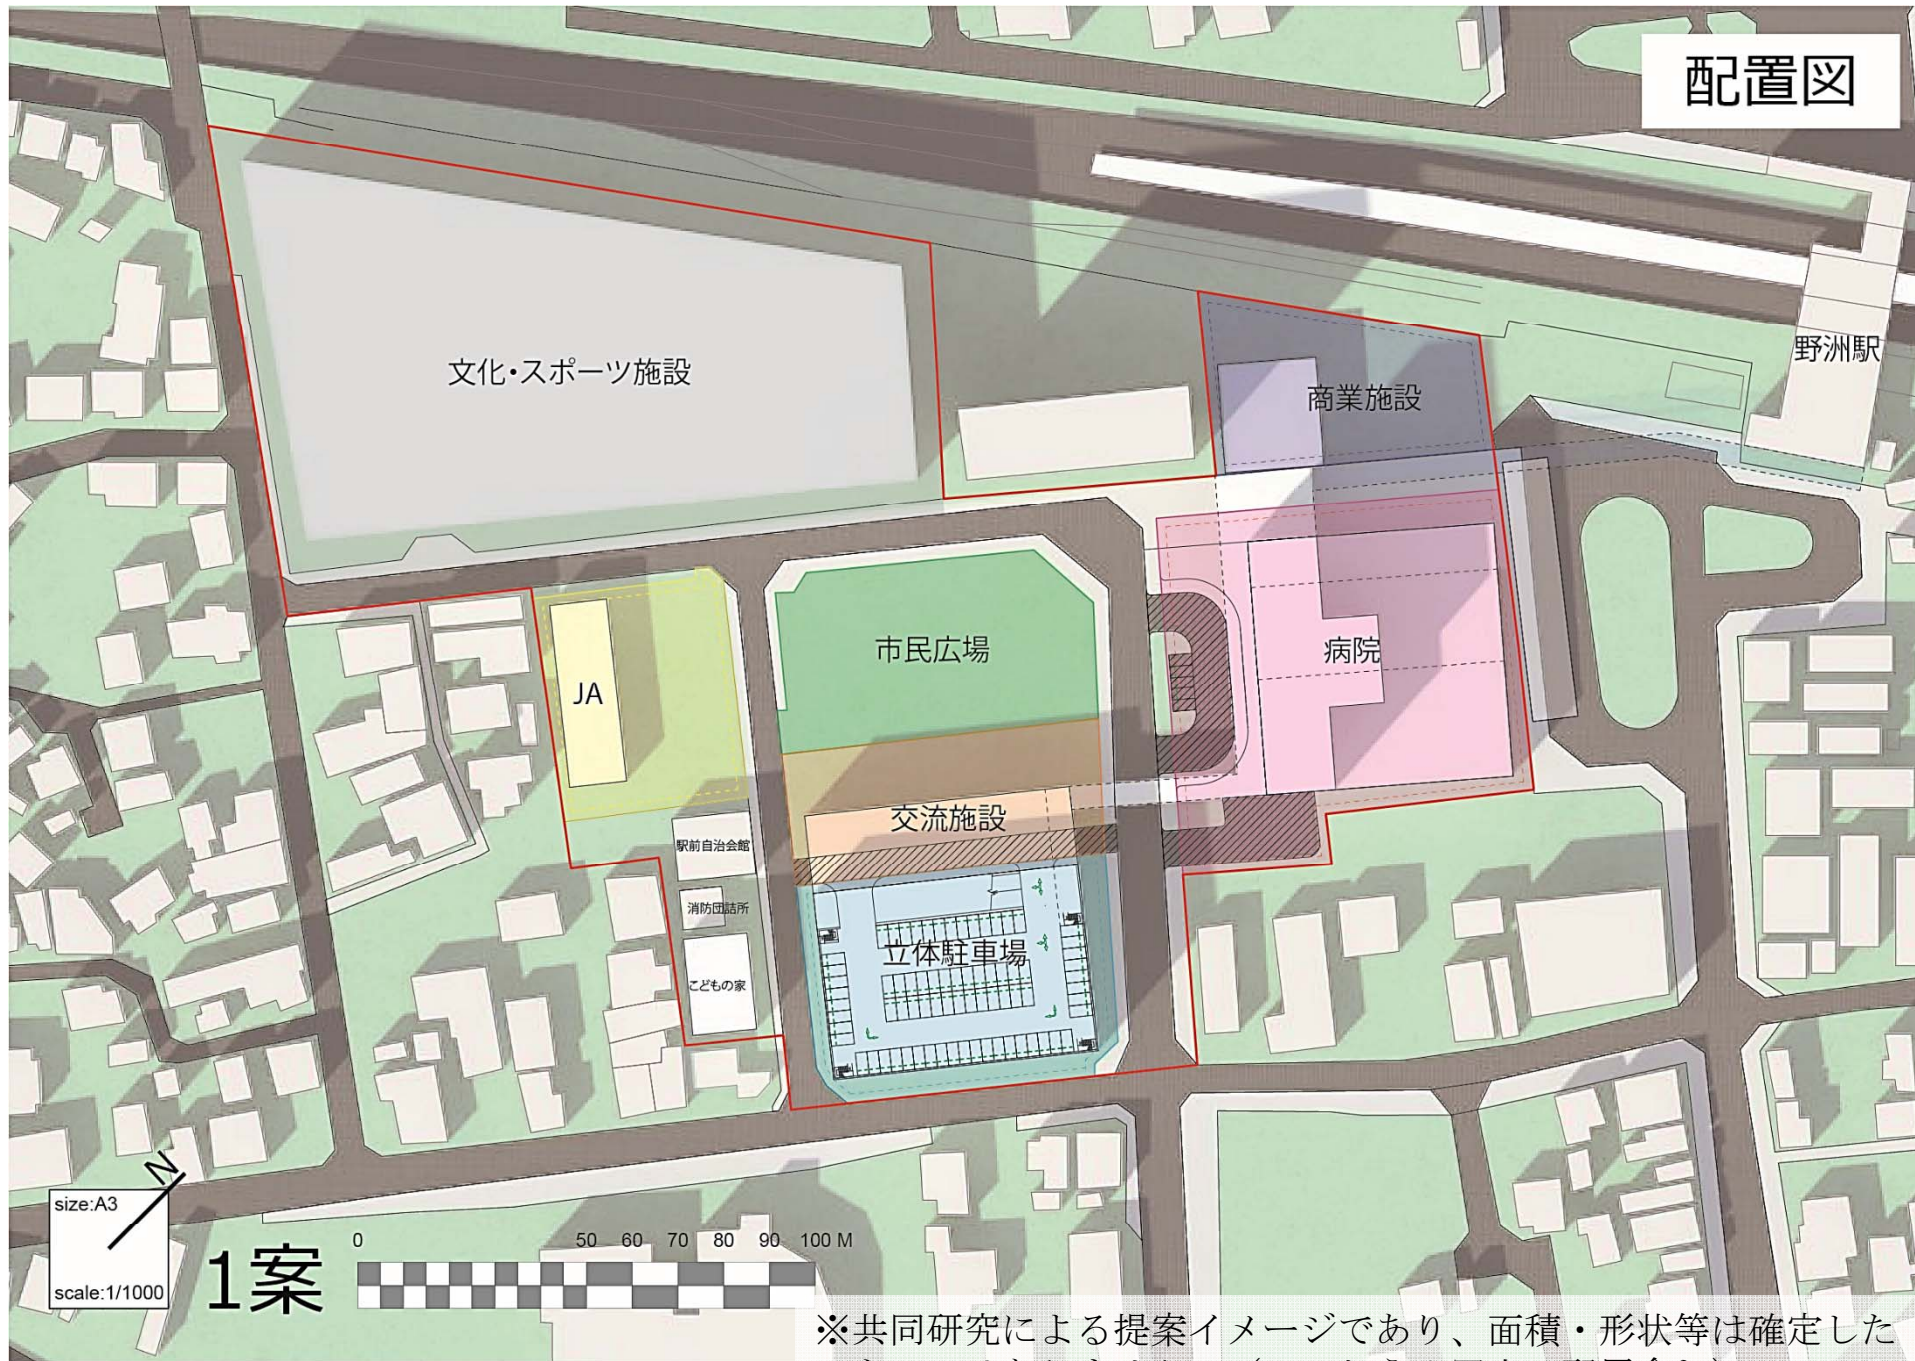 配置図
野洲駅
文化・スポーツ施設
商業施設
市民広場
病院
JA
交流施設
駅前自治会館
消防団詰所
立体駐車場
こどもの家
N
size:A3
scale:1/1000
1案
0 50 60 70 80 90 100 M
※共同研究による提案イメージであり、面積・形状等は確定した